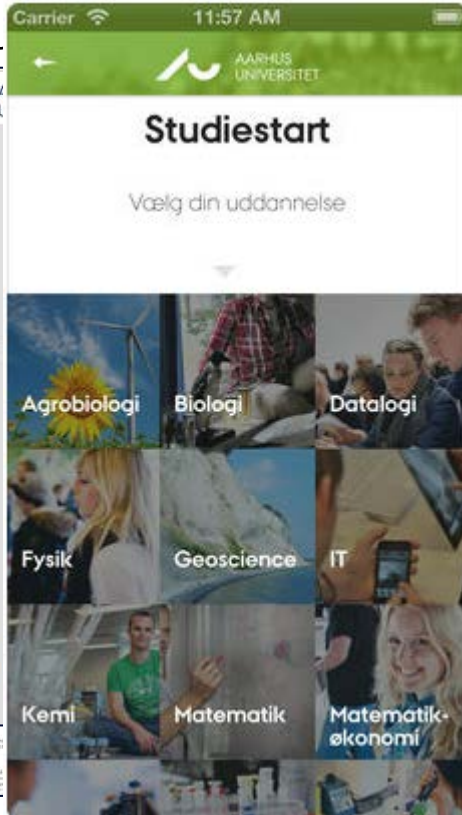 Carrier 11:57 AM
AARHUS
UNIVERSITET
Studiestart
Vælg din uddannelse
Agrobiologi Biologi Datalogi
Fysik Geoscience IT
Kemi Matematik Matematik-
økonomi